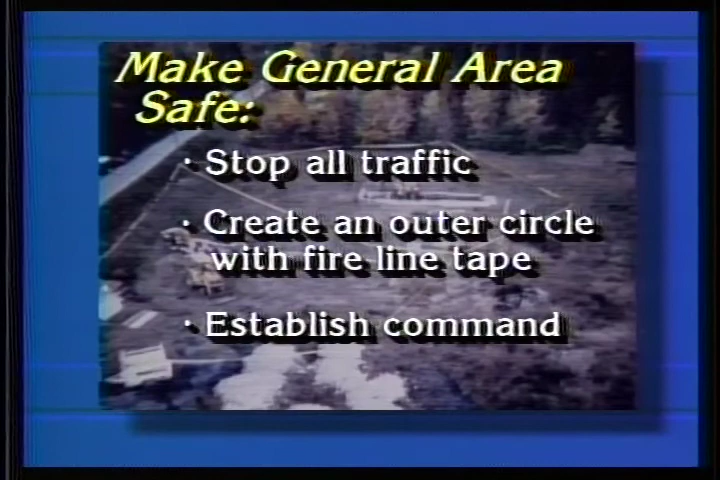 Make General Area
Safe:
· Stop all traffic
· Create an outer circle
with fire line tape
· Establish command